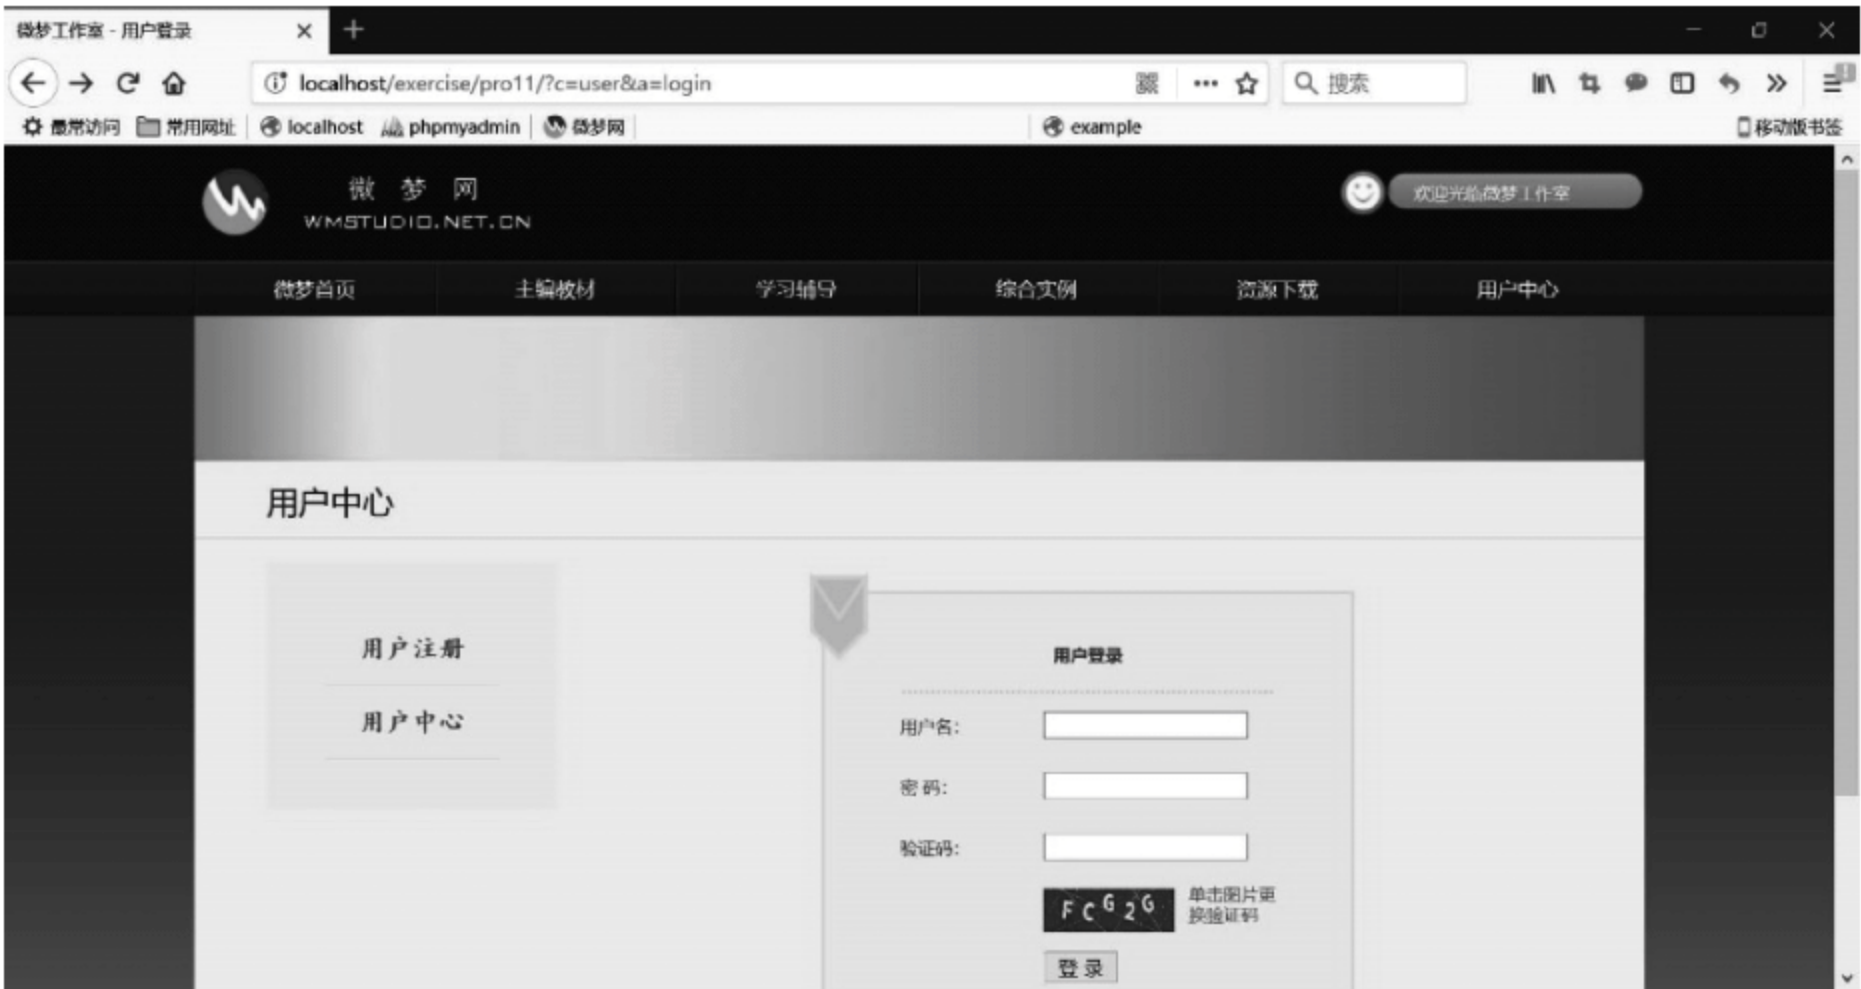 微梦工作室 - 用户登录
localhost/exercise/pro11/?c=user&a=login
搜索
最常访问 常用网址 localhost phpmyadmin 微梦网 example 移动版书签
微 梦 网
WMSTUDIO.NET.CN
欢迎光临微梦工作室
微梦首页 主编教材 学习辅导 综合实例 资源下载 用户中心
用户中心
用户注册
用户中心
用户登录
用户名:
密 码:
验证码:
FCG2G
单击图片更
换验证码
登 录